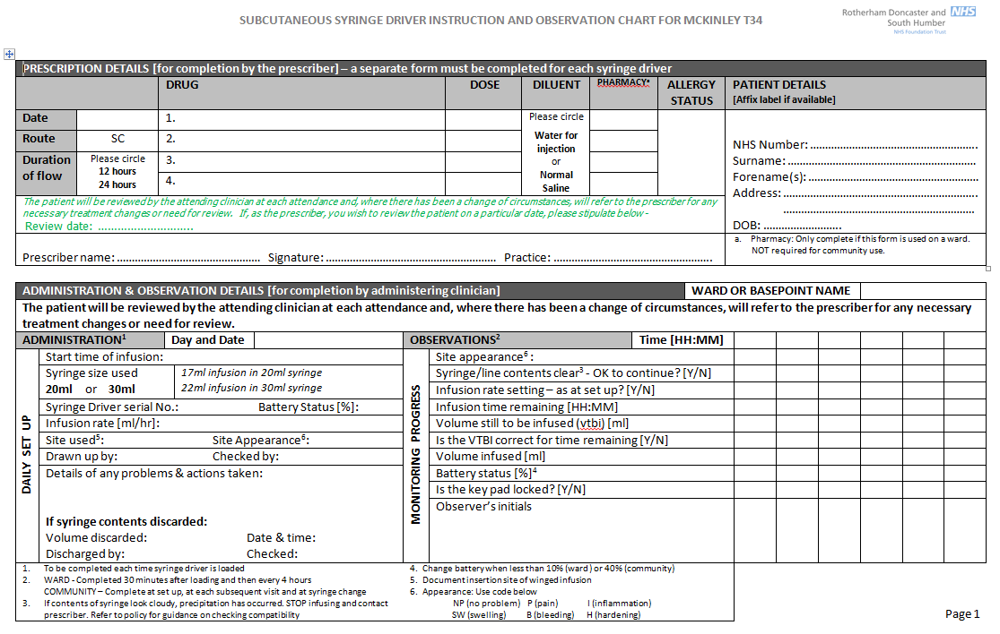 SUBCUTANEOUS SYRINGE DRIVER INSTRUCTION AND OBSERVATION CHART FOR MCKINLEY T34
Rotherham Doncaster and NHS
South Humber
NHS Foundation Trust
PRESCRIPTION DETAILS [for completion by the prescriber] – a separate form must be completed for each syringe driver
DRUG
DOSE
DILUENT
PHARMACYᵃ
ALLERGY
STATUS
PATIENT DETAILS
[Affix label if available]
Date
Route
SC
Duration
of flow
Please circle
12 hours
24 hours
1.
2.
3.
4.
Please circle
Water for
injection
or
Normal
Saline
NHS Number: ....................................................
Surname: ..........................................................
Forename(s): ....................................................
Address: ...........................................................
...........................................................
DOB: ........................
The patient will be reviewed by the attending clinician at each attendance and, where there has been a change of circumstances, will refer to the prescriber for any
necessary treatment changes or need for review. If, as the prescriber, you wish to review the patient on a particular date, please stipulate below -
Review date: .............................
Prescriber name: ............................................ Signature: .................................................... Practice: .................................................
a. Pharmacy: Only complete if this form is used on a ward.
NOT required for community use.
ADMINISTRATION & OBSERVATION DETAILS [for completion by administering clinician]
WARD OR BASEPOINT NAME
The patient will be reviewed by the attending clinician at each attendance and, where there has been a change of circumstances, will refer to the prescriber for any necessary
treatment changes or need for review.
ADMINISTRATION¹
Day and Date
DAILY SET UP
Start time of infusion:
Syringe size used
20ml or 30ml
17ml infusion in 20ml syringe
22ml infusion in 30ml syringe
Syringe Driver serial No.: Battery Status [%]:
Infusion rate [ml/hr]:
Site used⁵: Site Appearance⁶:
Drawn up by: Checked by:
Details of any problems & actions taken:
If syringe contents discarded:
Volume discarded: Date & time:
Discharged by: Checked:
OBSERVATIONS²
Time [HH:MM]
MONITORING PROGRESS
Site appearance⁶ :
Syringe/line contents clear³ - OK to continue? [Y/N]
Infusion rate setting – as at set up? [Y/N]
Infusion time remaining [HH:MM]
Volume still to be infused (vtbi) [ml]
Is the VTBI correct for time remaining [Y/N]
Volume infused [ml]
Battery status [%]⁴
Is the key pad locked? [Y/N]
Observer's initials
1. To be completed each time syringe driver is loaded
2. WARD - Completed 30 minutes after loading and then every 4 hours
COMMUNITY – Complete at set up, at each subsequent visit and at syringe change
3. If contents of syringe look cloudy, precipitation has occurred. STOP infusing and contact
prescriber. Refer to policy for guidance on checking compatibility
4. Change battery when less than 10% (ward) or 40% (community)
5. Document insertion site of winged infusion
6. Appearance: Use code below
NP (no problem) P (pain) I (inflammation)
SW (swelling) B (bleeding) H (hardening)
Page 1